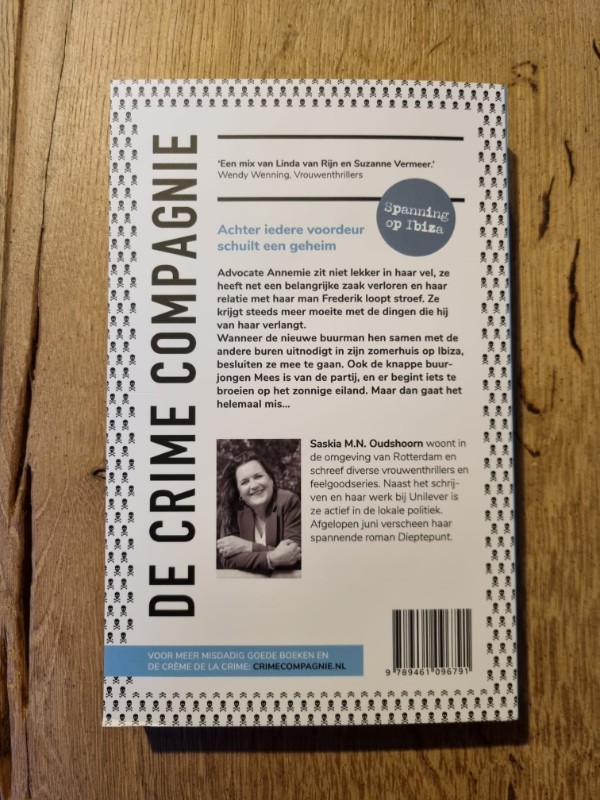 DE CRIME COMPAGNIE
‘Een mix van Linda van Rijn en Suzanne Vermeer.’
Wendy Wenning, Vrouwenthrillers
Spanning
op Ibiza
Achter iedere voordeur
schuilt een geheim
Advocate Annemie zit niet lekker in haar vel, ze
heeft net een belangrijke zaak verloren en haar
relatie met haar man Frederik loopt stroef. Ze
krijgt steeds meer moeite met de dingen die hij
van haar verlangt.
Wanneer de nieuwe buurman hen samen met de
andere buren uitnodigt in zijn zomerhuis op Ibiza,
besluiten ze mee te gaan. Ook de knappe buur-
jongen Mees is van de partij, en er begint iets te
broeien op het zonnige eiland. Maar dan gaat het
helemaal mis...
Saskia M.N. Oudshoorn woont in
de omgeving van Rotterdam en
schreef diverse vrouwenthrillers en
feelgoodseries. Naast het schrij-
ven en haar werk bij Unilever is
ze actief in de lokale politiek.
Afgelopen juni verscheen haar
spannende roman Dieptepunt.
VOOR MEER MISDADIG GOEDE BOEKEN EN
DE CRÈME DE LA CRIME: CRIMECOMPAGNIE.NL
9 789461 096791